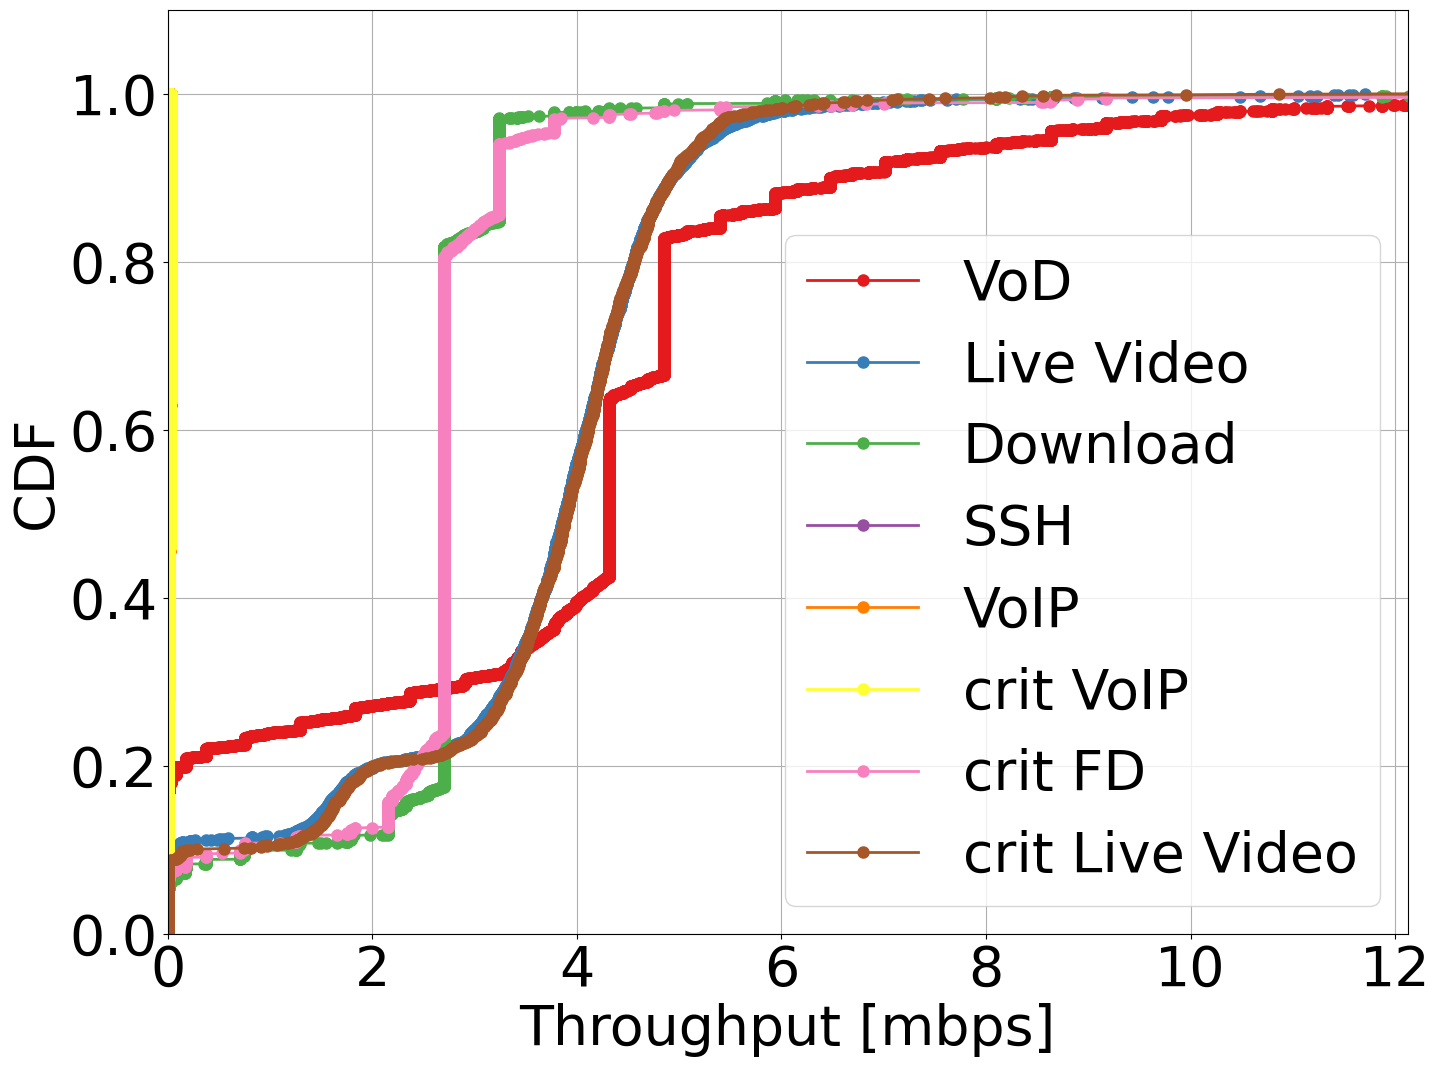 1.0
0.8
0.6
0.4
0.2
0.0
CDF
0 2 4 6 8 10 12
Throughput [mbps]
VoD
Live Video
Download
SSH
VoIP
crit VoIP
crit FD
crit Live Video